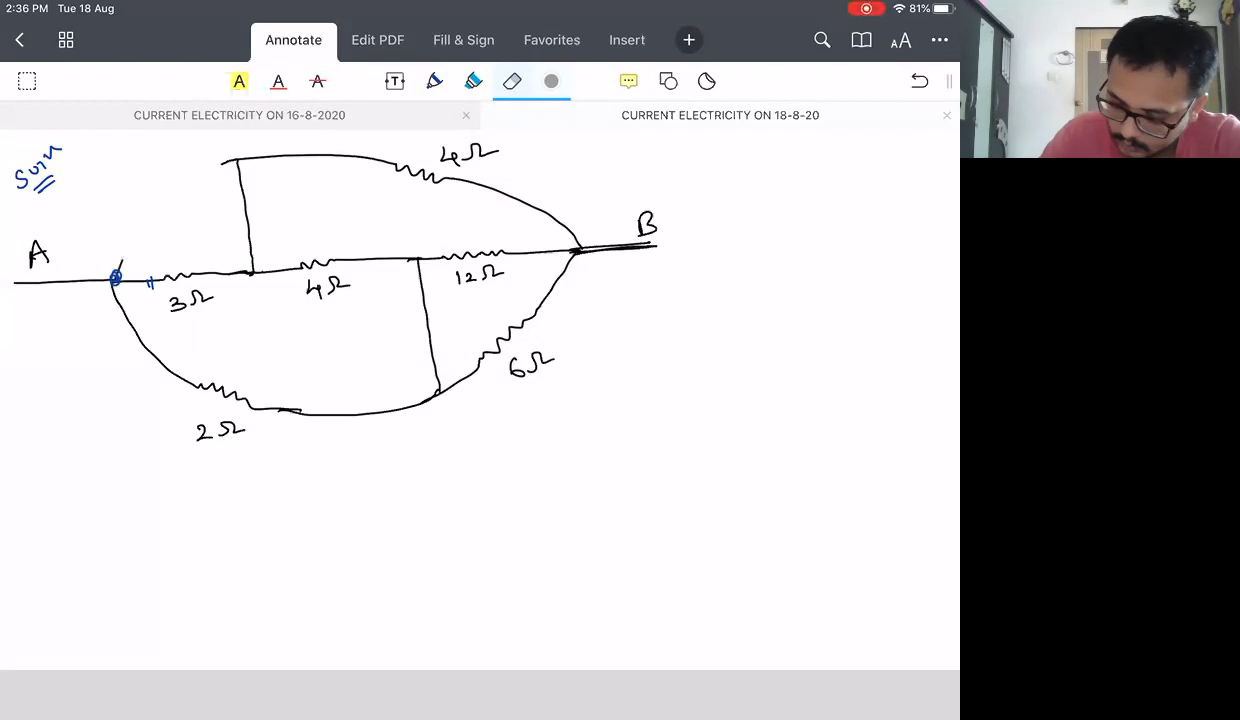 2:36 PM Tue 18 Aug
81%
Annotate Edit PDF Fill & Sign Favorites Insert
CURRENT ELECTRICITY ON 16-8-2020
CURRENT ELECTRICITY ON 18-8-20
4Ω
A
B
3Ω
4Ω
12Ω
6Ω
2Ω